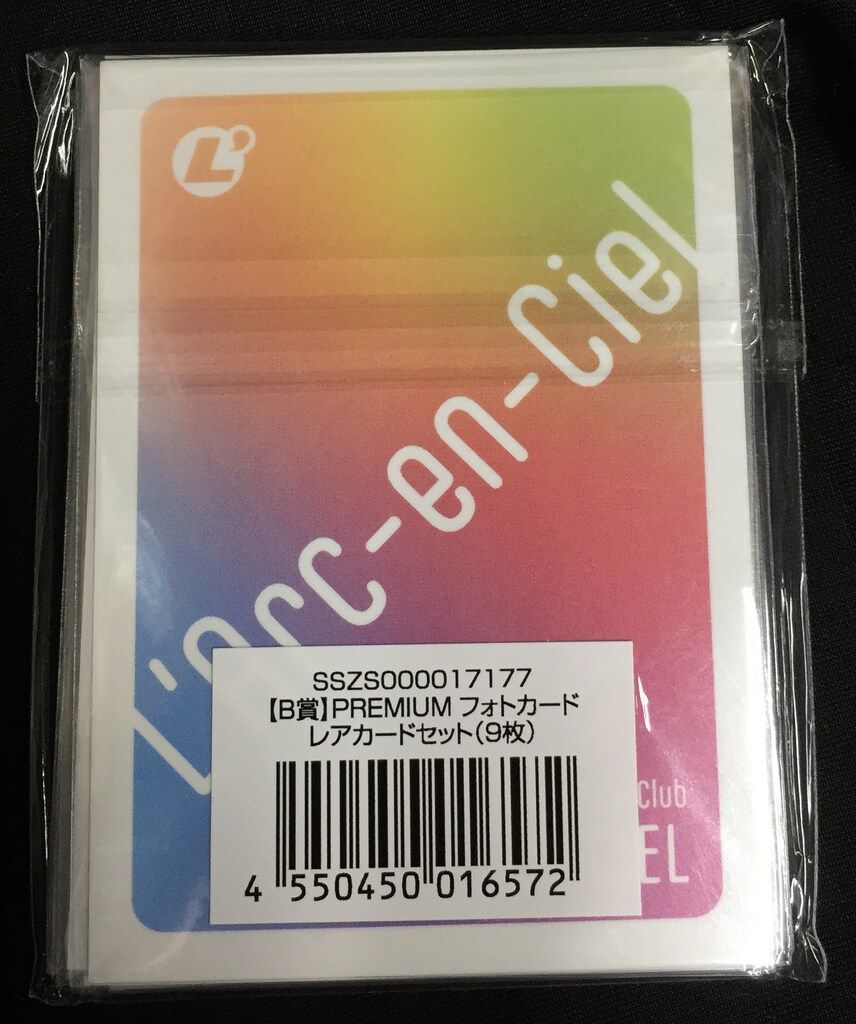 L'
L'Arc-en-Ciel
SSZS000017177
【B賞】PREMIUM フォトカード
レアカードセット(9枚)
4 550450 016572
Club
EL